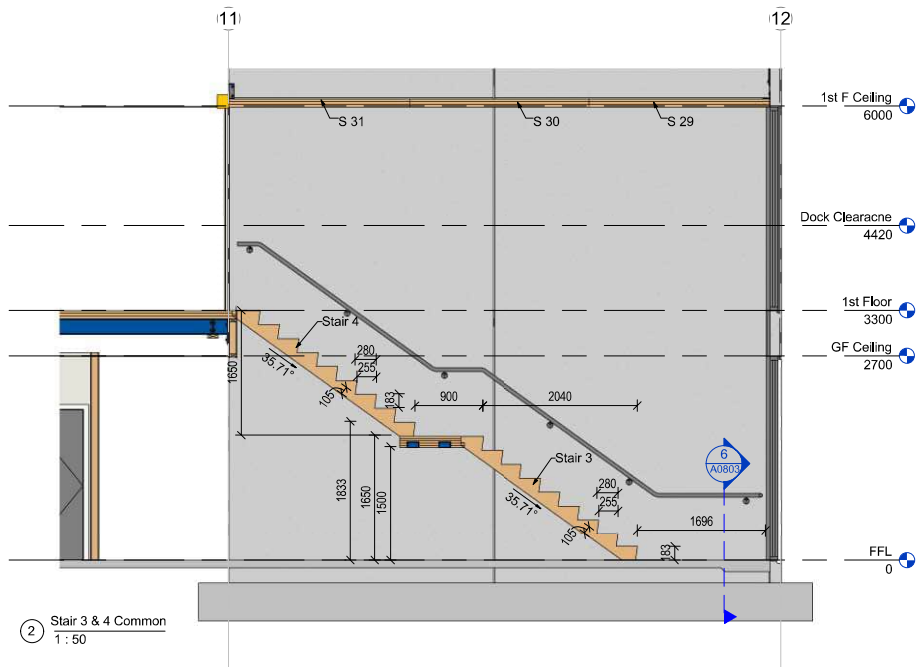 11
12
1st F Ceiling
6000
S 31
S 30
S 29
Dock Clearacne
4420
1st Floor
3300
GF Ceiling
2700
Stair 4
35.71°
1650
280
255
105
183
900
2040
1833
1650
1500
Stair 3
35.71°
280
255
105
183
1696
6
A0803
FFL
0
2
Stair 3 & 4 Common
1 : 50